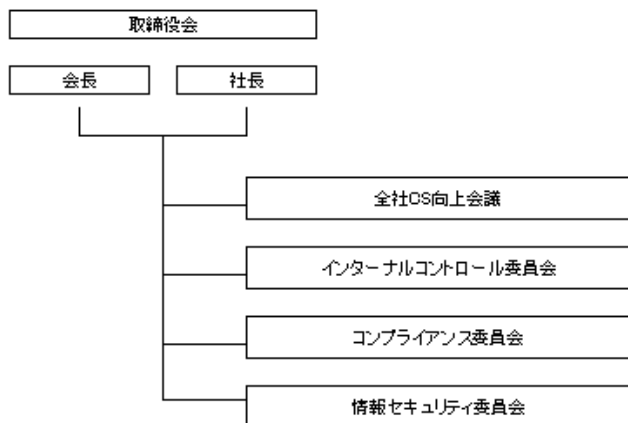 取締役会
会長
社長
全社CS向上会議
インターナルコントロール委員会
コンプライアンス委員会
情報セキュリティ委員会